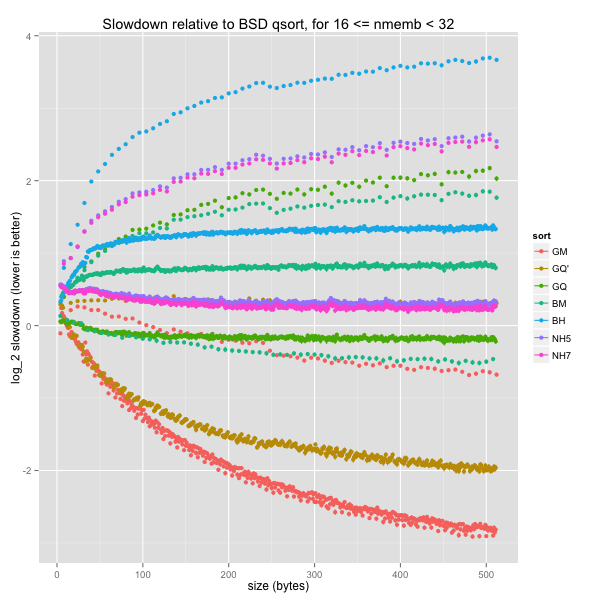 Slowdown relative to BSD qsort, for 16 <= nmemb < 32
log_2 slowdown (lower is better)
4
2
0
-2
0
100
200
300
400
500
size (bytes)
sort
GM
GQ'
GQ
BM
BH
NH5
NH7